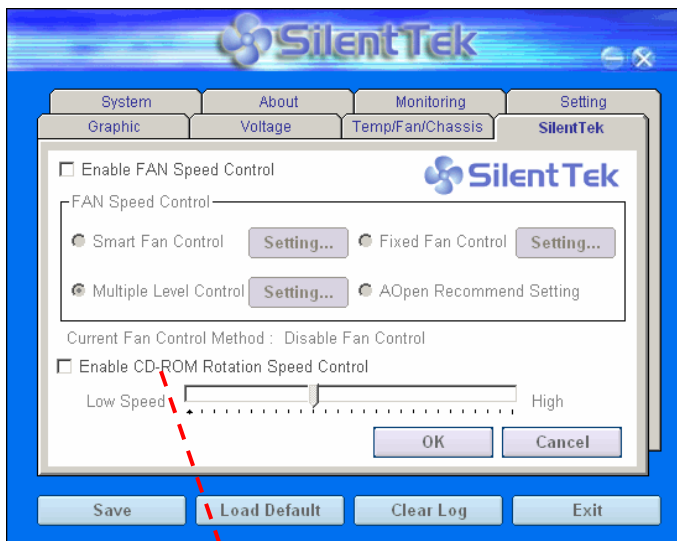 SilentTek
System About Monitoring Setting
Graphic Voltage Temp/Fan/Chassis SilentTek
Enable FAN Speed Control
SilentTek
FAN Speed Control
Smart Fan Control Setting... Fixed Fan Control Setting...
Multiple Level Control Setting... AOpen Recommend Setting
Current Fan Control Method : Disable Fan Control
Enable CD-ROM Rotation Speed Control
Low Speed High
OK Cancel
Save Load Default Clear Log Exit